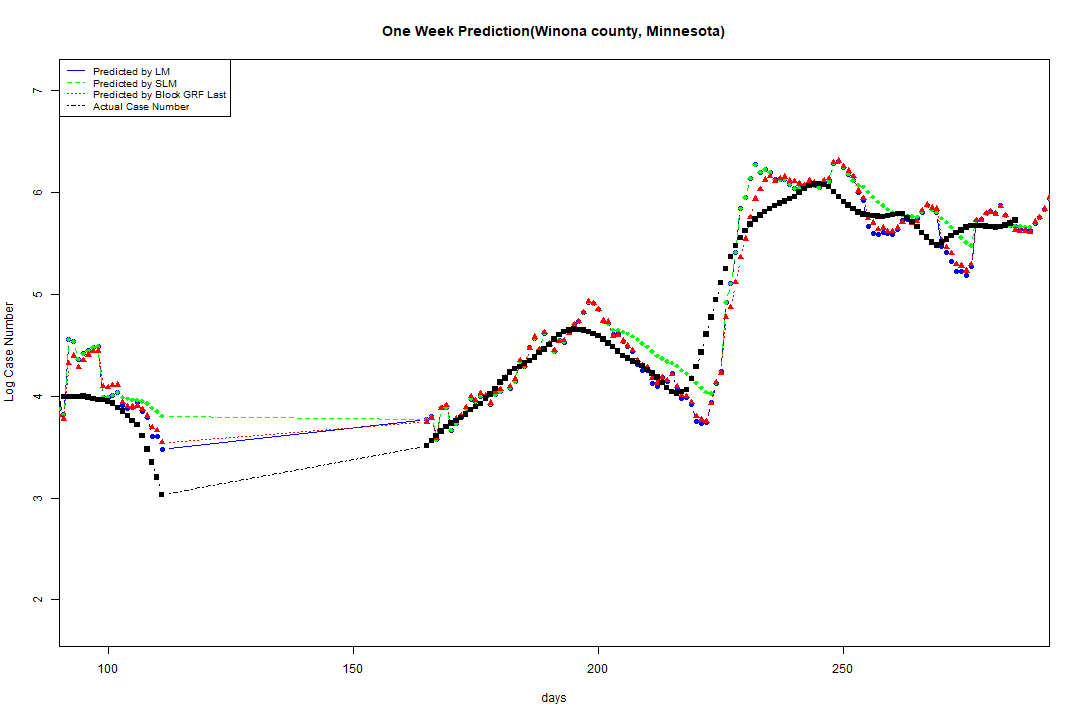 One Week Prediction(Winona county, Minnesota)
Predicted by LM
Predicted by SLM
Predicted by Block GRF Last
Actual Case Number
7
6
5
4
3
2
Log Case Number
100 150 200 250
days